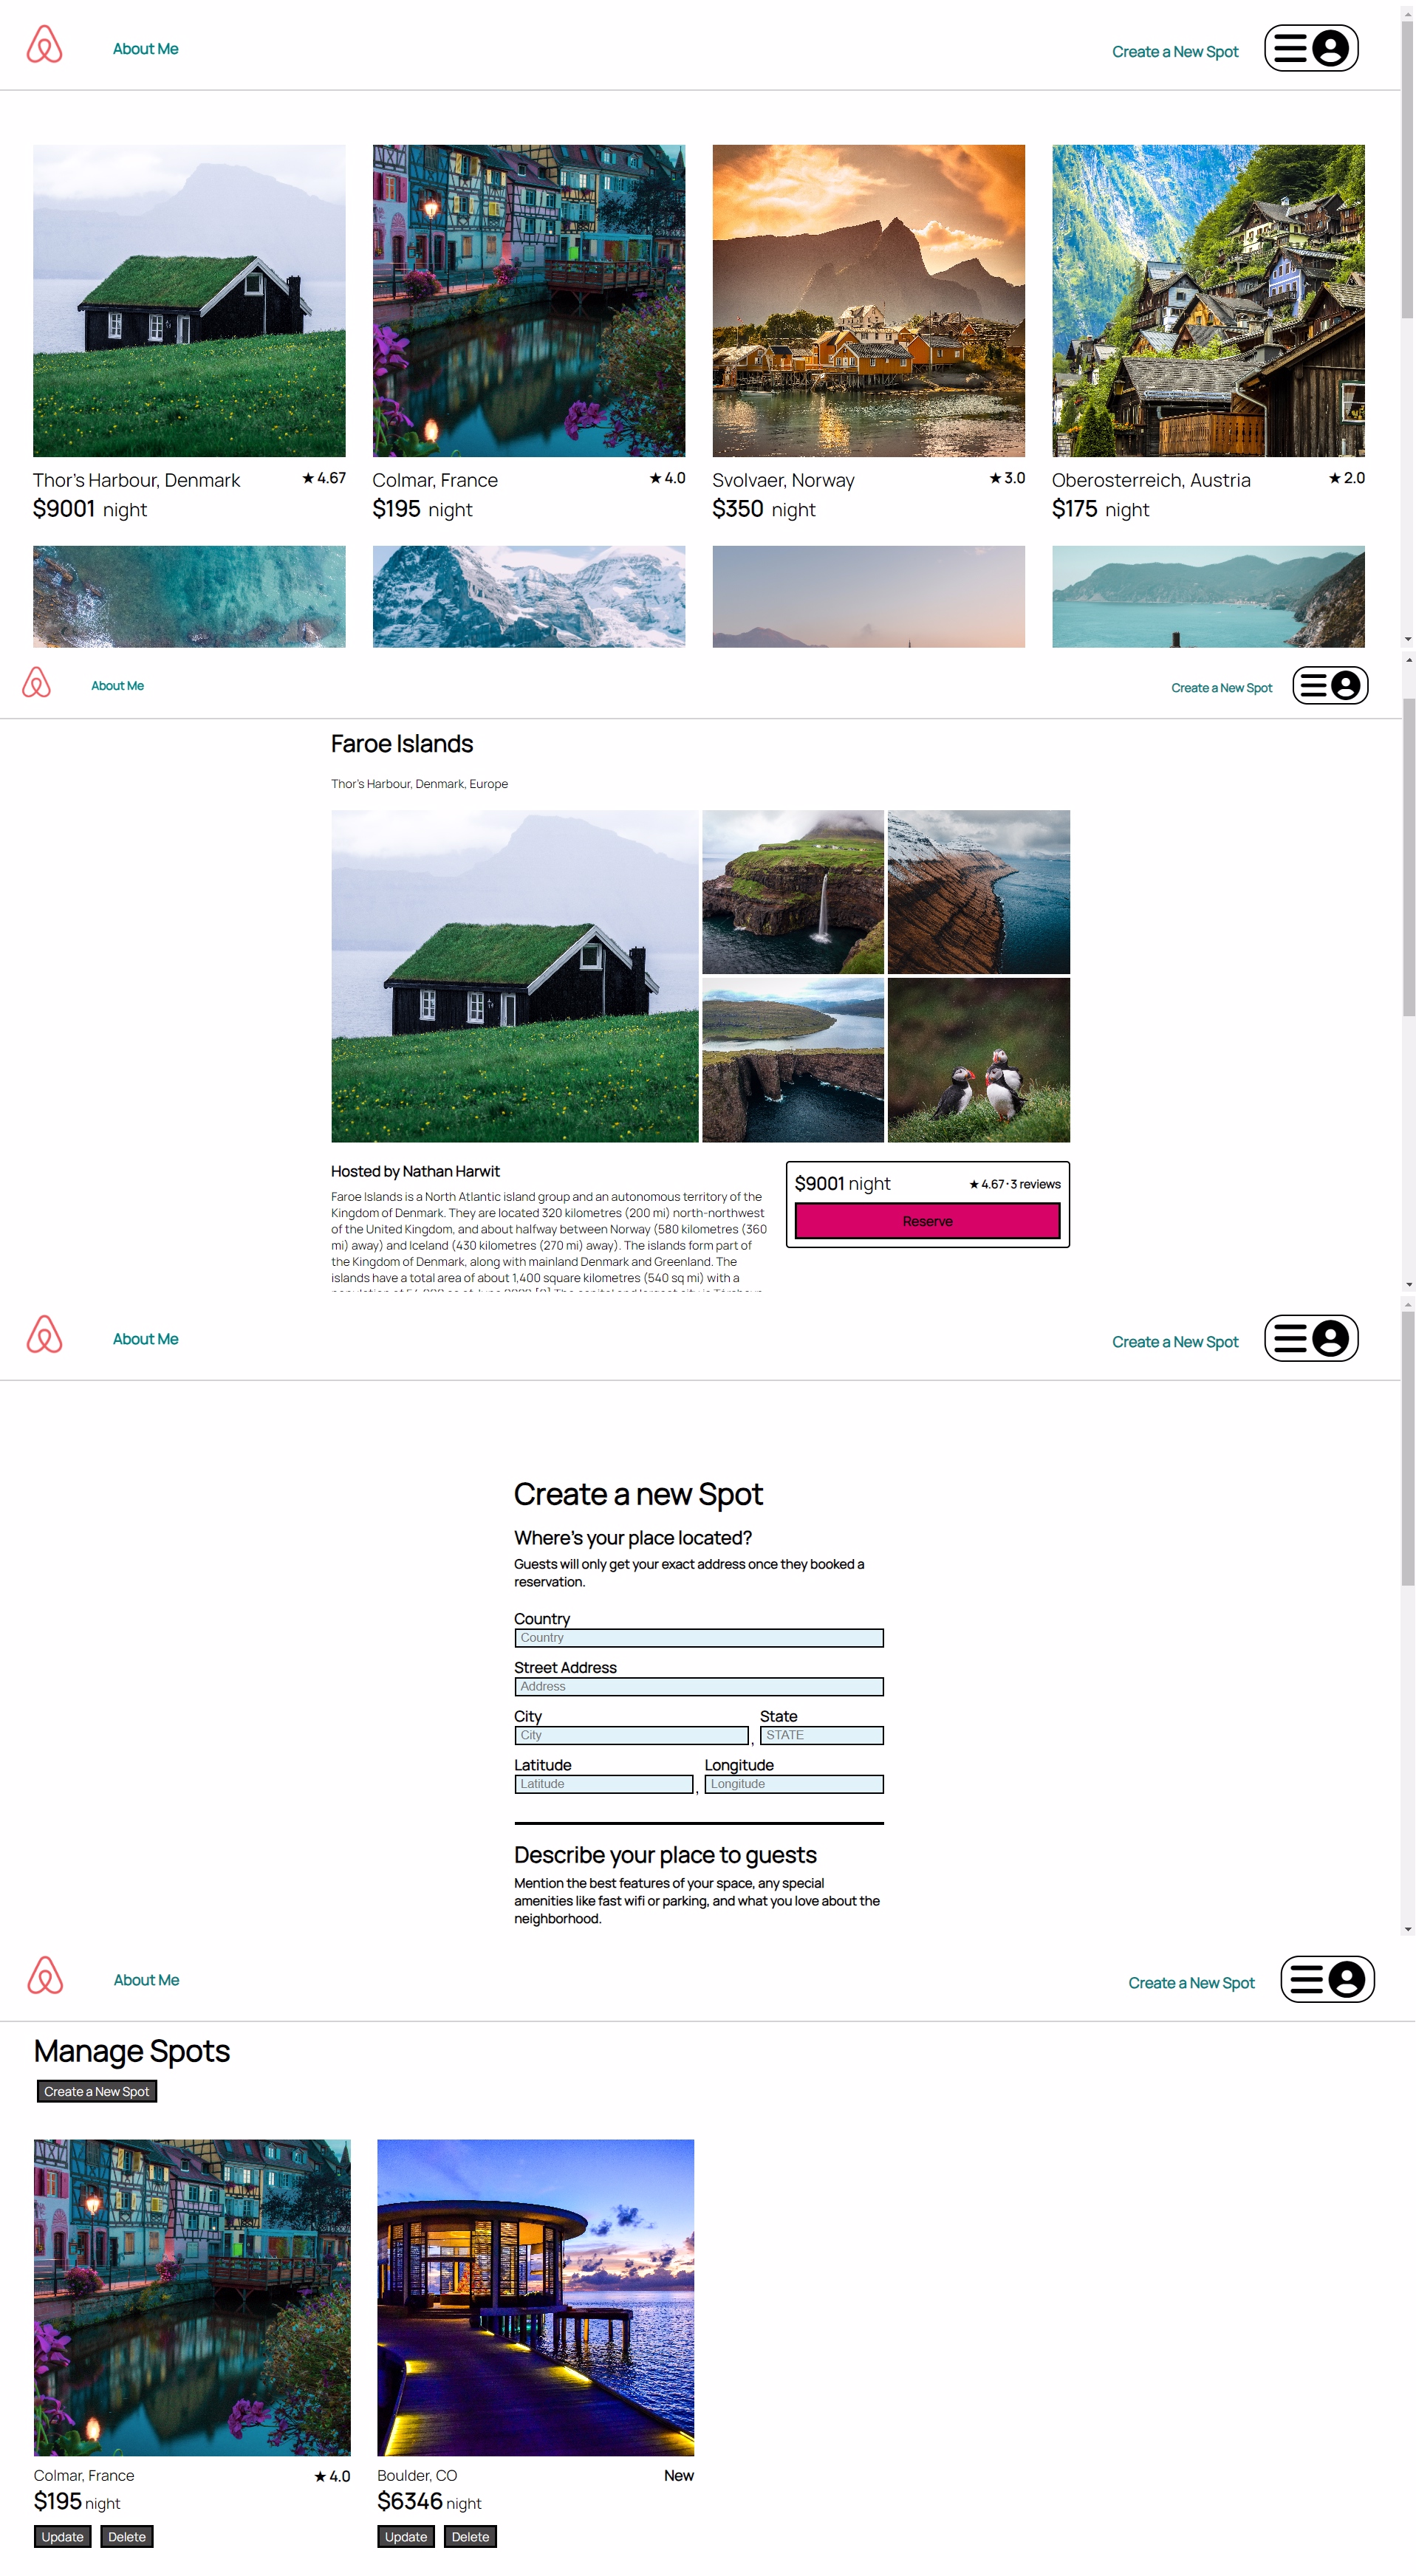 About Me
Create a New Spot
Thor's Harbour, Denmark ★ 4.67
$9001 night
Colmar, France ★ 4.0
$195 night
Svolvaer, Norway ★ 3.0
$350 night
Oberosterreich, Austria ★ 2.0
$175 night
About Me
Create a New Spot
Faroe Islands
Thor's Harbour, Denmark, Europe
Hosted by Nathan Harwit
Faroe Islands is a North Atlantic island group and an autonomous territory of the
Kingdom of Denmark. They are located 320 kilometres (200 mi) north-northwest
of the United Kingdom, and about halfway between Norway (580 kilometres (360
mi) away) and Iceland (430 kilometres (270 mi) away). The islands form part of
the Kingdom of Denmark, along with mainland Denmark and Greenland. The
islands have a total area of about 1,400 square kilometres (540 sq mi) with a
$9001 night ★ 4.67 · 3 reviews
Reserve
About Me
Create a New Spot
Create a new Spot
Where's your place located?
Guests will only get your exact address once they booked a
reservation.
Country
Country
Street Address
Address
City State
City , STATE
Latitude Longitude
Latitude , Longitude
Describe your place to guests
Mention the best features of your space, any special
amenities like fast wifi or parking, and what you love about the
neighborhood.
About Me
Create a New Spot
Manage Spots
Create a New Spot
Colmar, France ★ 4.0
$195 night
Update Delete
Boulder, CO New
$6346 night
Update Delete